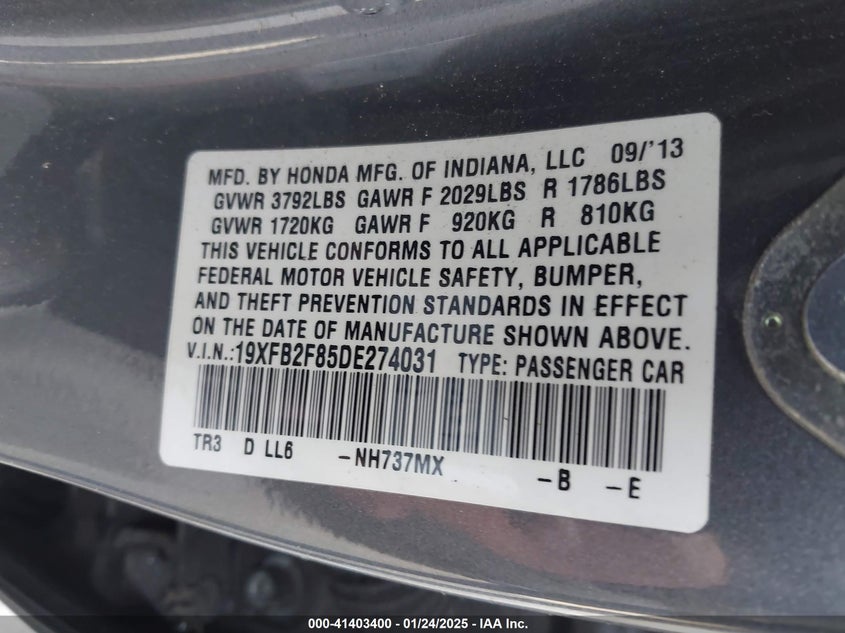 MFD. BY HONDA MFG. OF INDIANA, LLC 09/'13
GVWR 3792LBS GAWR F 2029LBS R 1786LBS
GVWR 1720KG GAWR F 920KG R 810KG
THIS VEHICLE CONFORMS TO ALL APPLICABLE
FEDERAL MOTOR VEHICLE SAFETY, BUMPER,
AND THEFT PREVENTION STANDARDS IN EFFECT
ON THE DATE OF MANUFACTURE SHOWN ABOVE.
V.I.N.:19XFB2F85DE274031 TYPE: PASSENGER CAR
TR3 D LL6 -NH737MX -B -E
000-41403400 - 01/24/2025 - IAA Inc.